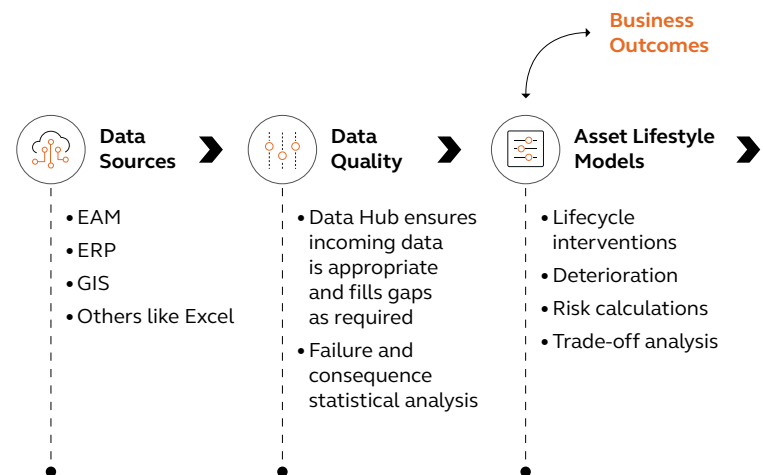 Business
Outcomes
Data
Sources
Data
Quality
Asset Lifestyle
Models
• EAM
• ERP
• GIS
• Others like Excel
• Data Hub ensures
incoming data
is appropriate
and fills gaps
as required
• Failure and
consequence
statistical analysis
• Lifecycle
interventions
• Deterioration
• Risk calculations
• Trade-off analysis